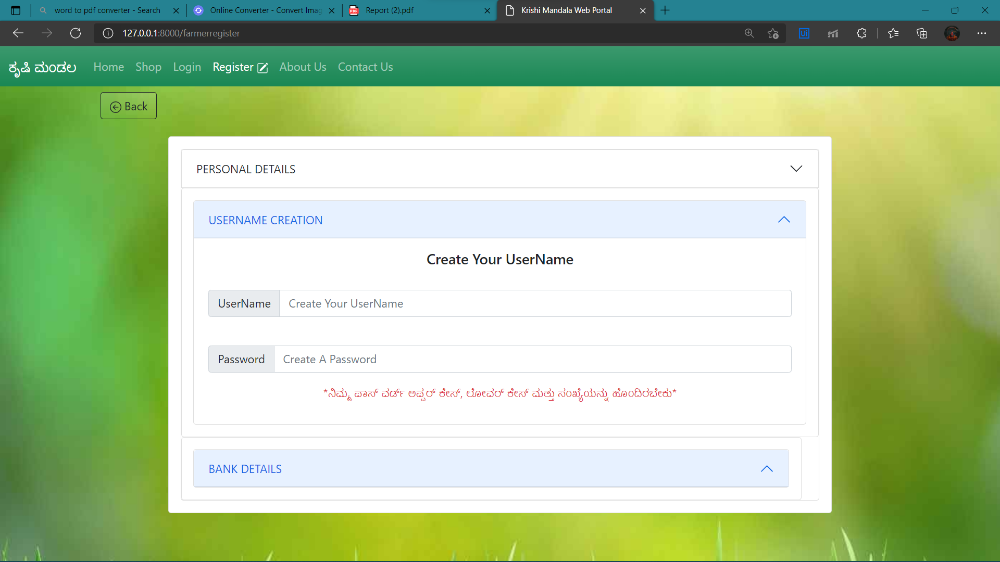 word to pdf converter - Search
Online Converter - Convert Imag
Report (2).pdf
Krishi Mandala Web Portal
127.0.0.1:8000/farmerregister
ಕೃಷಿ ಮಂಡಲ Home Shop Login Register About Us Contact Us
Back
PERSONAL DETAILS
USERNAME CREATION
Create Your UserName
UserName Create Your UserName
Password Create A Password
*ನಿಮ್ಮ ಪಾಸ್ ವರ್ಡ್ ಅಪ್ಪರ್ ಕೇಸ್, ಲೋವರ್ ಕೇಸ್ ಮತ್ತು ಸಂಖ್ಯೆಯನ್ನು ಹೊಂದಿರಬೇಕು*
BANK DETAILS